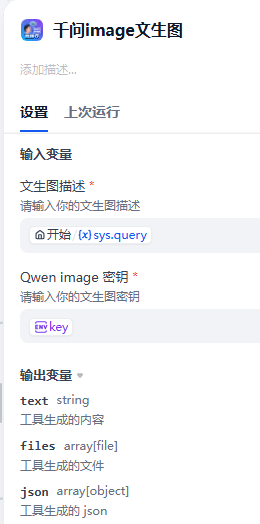 千问image文生图
添加描述...
设置 上次运行
输入变量
文生图描述 *
请输入你的文生图描述
开始 / {x} sys.query
Qwen image 密钥 *
请输入你的文生图密钥
ENV key
输出变量
text string
工具生成的内容
files array[file]
工具生成的文件
json array[object]
工具生成的 json